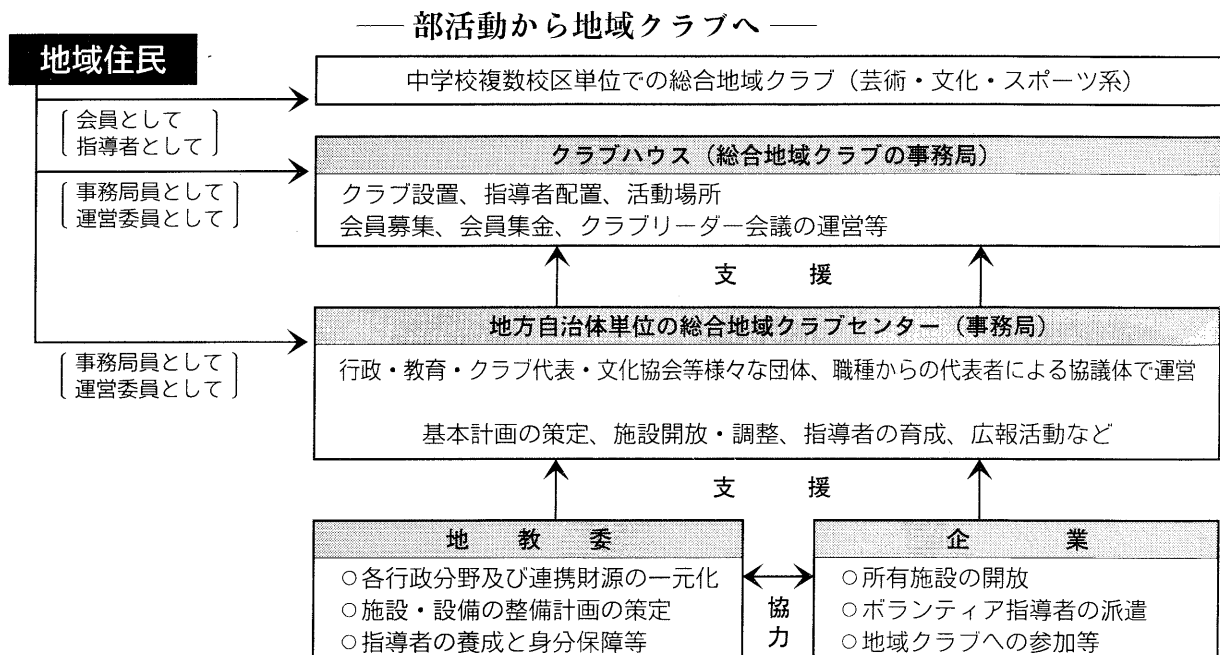 ── 部活動から地域クラブへ ──
地域住民
中学校複数校区単位での総合地域クラブ（芸術・文化・スポーツ系）
会員として
指導者として
クラブハウス（総合地域クラブの事務局）
事務局員として
運営委員として
クラブ設置、指導者配置、活動場所
会員募集、会員集金、クラブリーダー会議の運営等
支　援
地方自治体単位の総合地域クラブセンター（事務局）
事務局員として
運営委員として
行政・教育・クラブ代表・文化協会等様々な団体、職種からの代表者による協議体で運営
基本計画の策定、施設開放・調整、指導者の育成、広報活動など
支　援
地　教　委
○各行政分野及び連携財源の一元化
○施設・設備の整備計画の策定
○指導者の養成と身分保障等
協力
企　業
○所有施設の開放
○ボランティア指導者の派遣
○地域クラブへの参加等